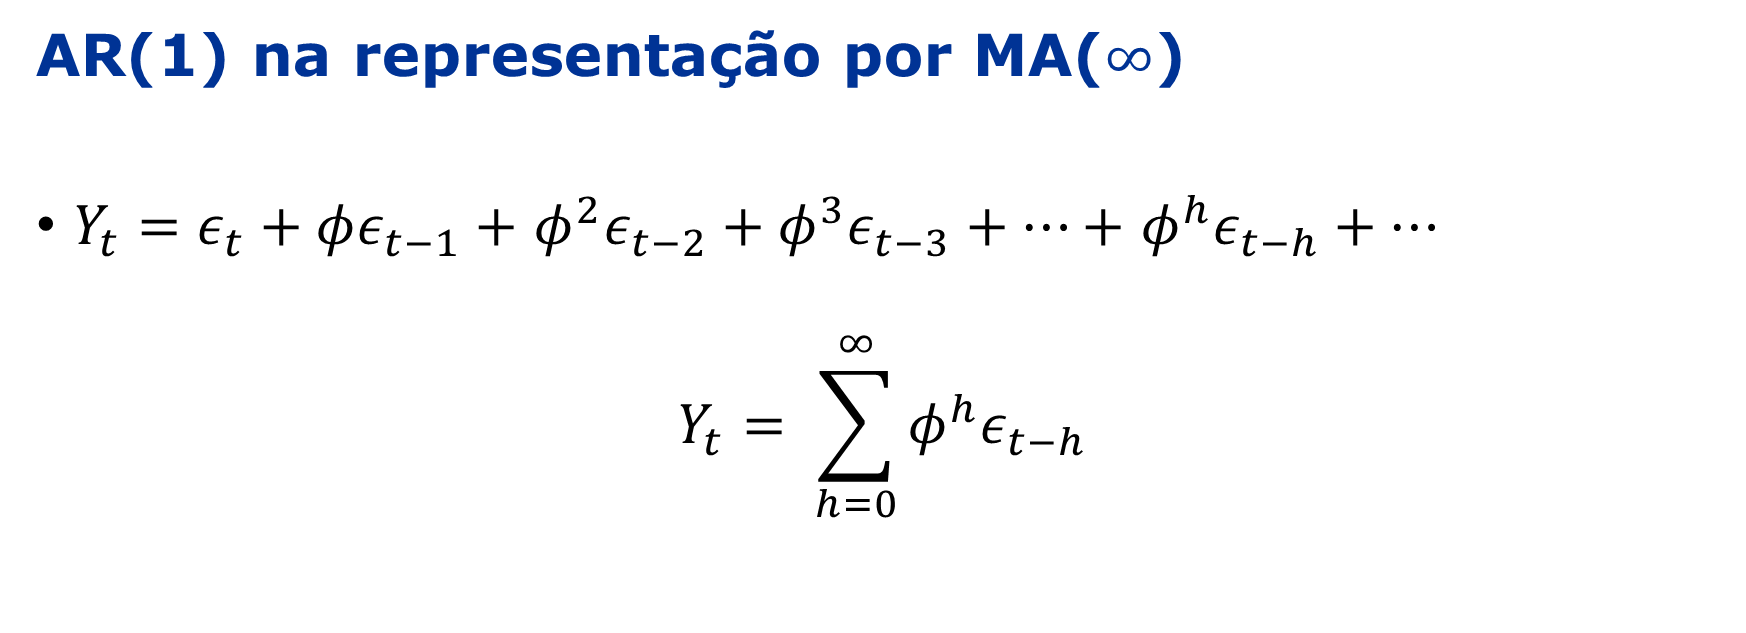 AR(1) na representação por MA(∞)
• Yₜ = ϵₜ + ϕϵₜ₋₁ + ϕ²ϵₜ₋₂ + ϕ³ϵₜ₋₃ + ⋯ + ϕʰϵₜ₋ₕ + ⋯
Yₜ = ∑_{h=0}^{∞} ϕʰϵₜ₋ₕ